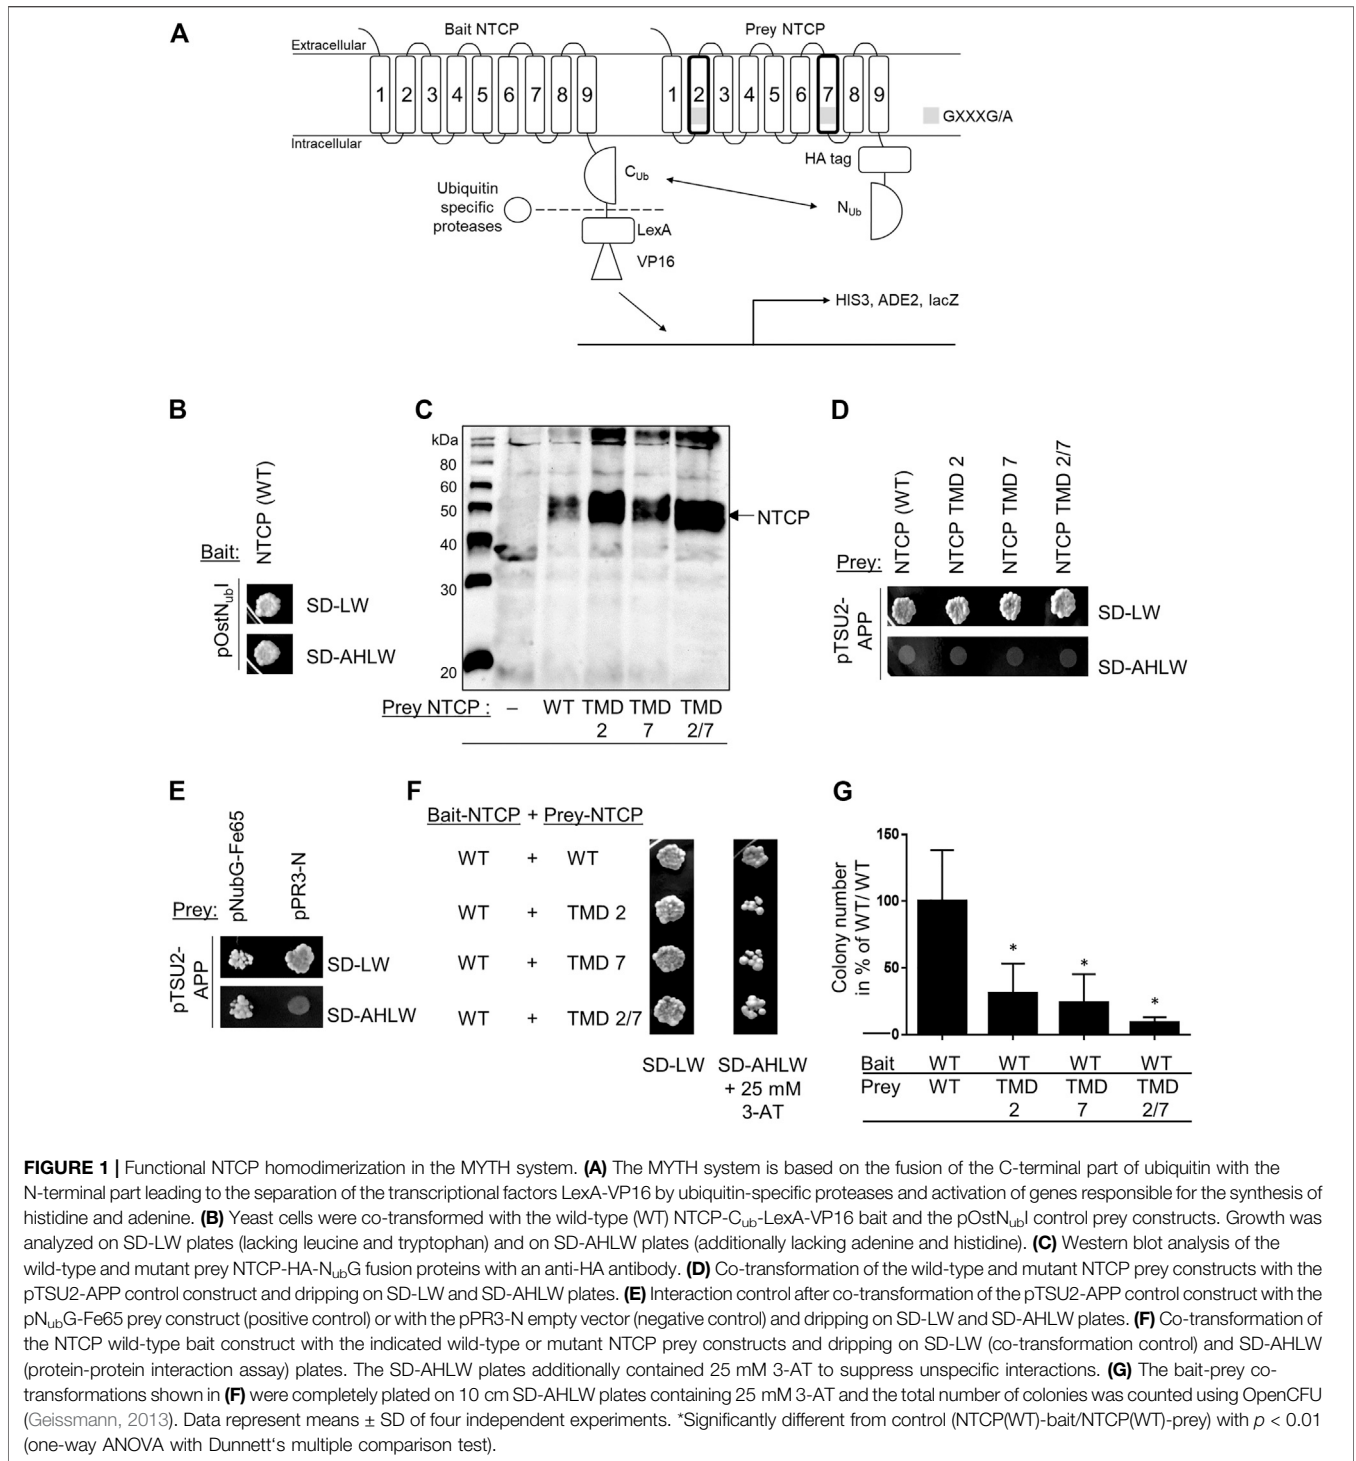 A
Bait NTCP
Prey NTCP
Extracellular
1 2 3 4 5 6 7 8 9
1 2 3 4 5 6 7 8 9
GXXXG/A
Intracellular
HA tag
C_Ub
N_Ub
Ubiquitin
specific
proteases
LexA
VP16
HIS3, ADE2, lacZ
B
NTCP (WT)
Bait:
pOstN_ubI
SD-LW
SD-AHLW
C
kDa
80
60
50
40
30
20
NTCP
Prey NTCP : – WT TMD TMD TMD
2 7 2/7
D
NTCP (WT)
NTCP TMD 2
NTCP TMD 7
NTCP TMD 2/7
Prey:
pTSU2-
APP
SD-LW
SD-AHLW
E
pNubG-Fe65
pPR3-N
Prey:
pTSU2-
APP
SD-LW
SD-AHLW
F
Bait-NTCP + Prey-NTCP
WT + WT
WT + TMD 2
WT + TMD 7
WT + TMD 2/7
SD-LW SD-AHLW
+ 25 mM
3-AT
G
Colony number
in % of WT/WT
150
100
50
0
* * *
Bait WT WT WT WT
Prey WT TMD TMD TMD
2 7 2/7
FIGURE 1 | Functional NTCP homodimerization in the MYTH system. (A) The MYTH system is based on the fusion of the C-terminal part of ubiquitin with the
N-terminal part leading to the separation of the transcriptional factors LexA-VP16 by ubiquitin-specific proteases and activation of genes responsible for the synthesis of
histidine and adenine. (B) Yeast cells were co-transformed with the wild-type (WT) NTCP-C_ub-LexA-VP16 bait and the pOstN_ubI control prey constructs. Growth was
analyzed on SD-LW plates (lacking leucine and tryptophan) and on SD-AHLW plates (additionally lacking adenine and histidine). (C) Western blot analysis of the
wild-type and mutant prey NTCP-HA-N_ubG fusion proteins with an anti-HA antibody. (D) Co-transformation of the wild-type and mutant NTCP prey constructs with the
pTSU2-APP control construct and dripping on SD-LW and SD-AHLW plates. (E) Interaction control after co-transformation of the pTSU2-APP control construct with the
pN_ubG-Fe65 prey construct (positive control) or with the pPR3-N empty vector (negative control) and dripping on SD-LW and SD-AHLW plates. (F) Co-transformation of
the NTCP wild-type bait construct with the indicated wild-type or mutant NTCP prey constructs and dripping on SD-LW (co-transformation control) and SD-AHLW
(protein-protein interaction assay) plates. The SD-AHLW plates additionally contained 25 mM 3-AT to suppress unspecific interactions. (G) The bait-prey co-
transformations shown in (F) were completely plated on 10 cm SD-AHLW plates containing 25 mM 3-AT and the total number of colonies was counted using OpenCFU
(Geissmann, 2013). Data represent means ± SD of four independent experiments. *Significantly different from control (NTCP(WT)-bait/NTCP(WT)-prey) with p < 0.01
(one-way ANOVA with Dunnett‘s multiple comparison test).